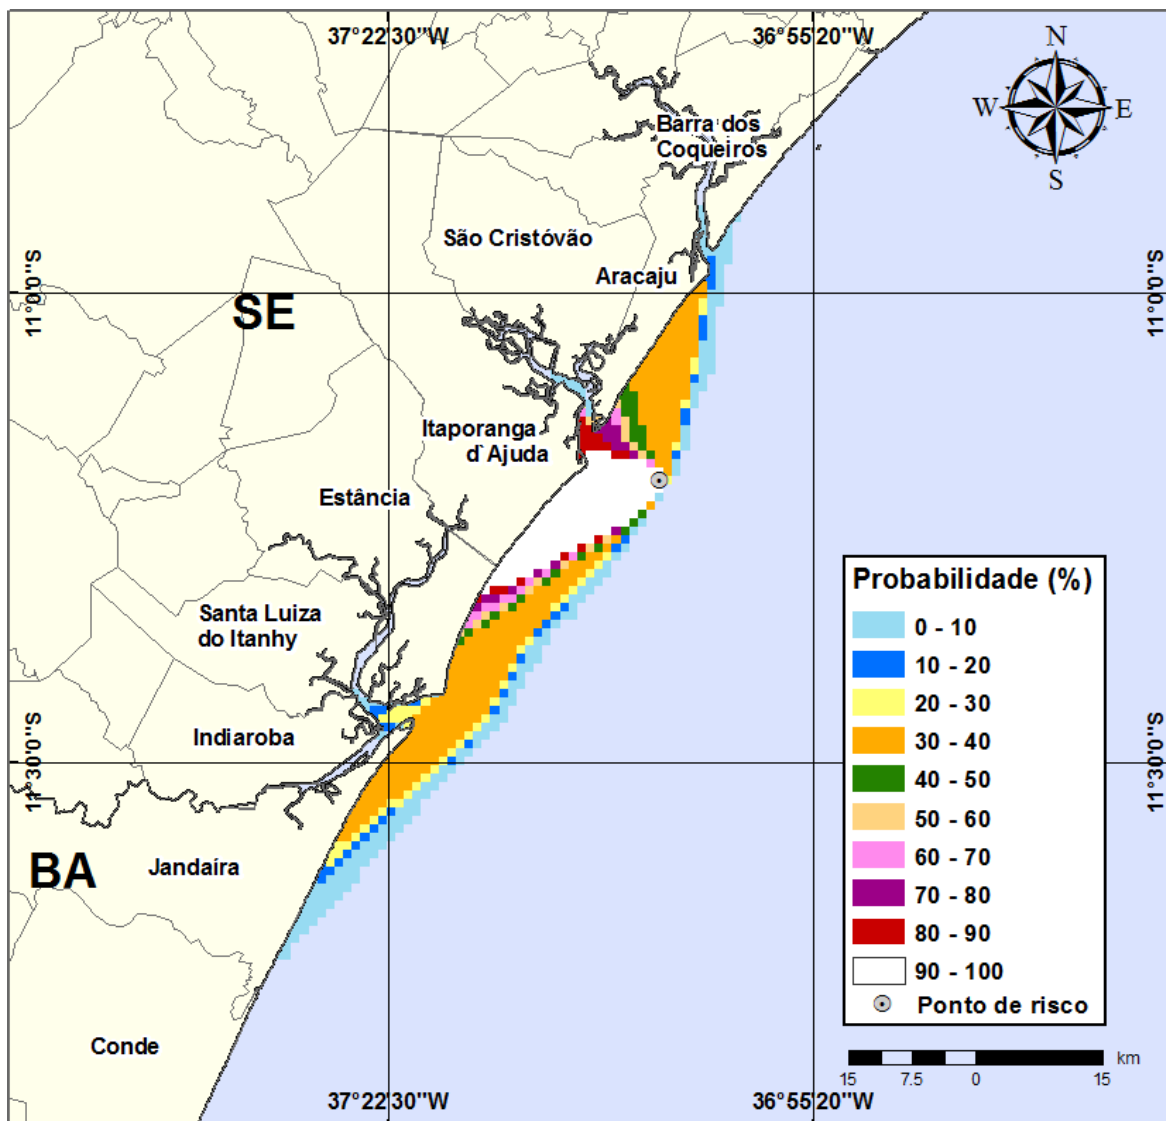 37°22'30"W
36°55'20"W
N
W
E
S
Barra dos
Coqueiros
São Cristóvão
Aracaju
11°0'0"S
11°0'0"S
SE
Itaporanga
d`Ajuda
Estância
Santa Luiza
do Itanhy
Indiaroba
11°30'0"S
11°30'0"S
BA
Jandaíra
Conde
Probabilidade (%)
0 - 10
10 - 20
20 - 30
30 - 40
40 - 50
50 - 60
60 - 70
70 - 80
80 - 90
90 - 100
Ponto de risco
km
15 7.5 0 15
37°22'30"W
36°55'20"W